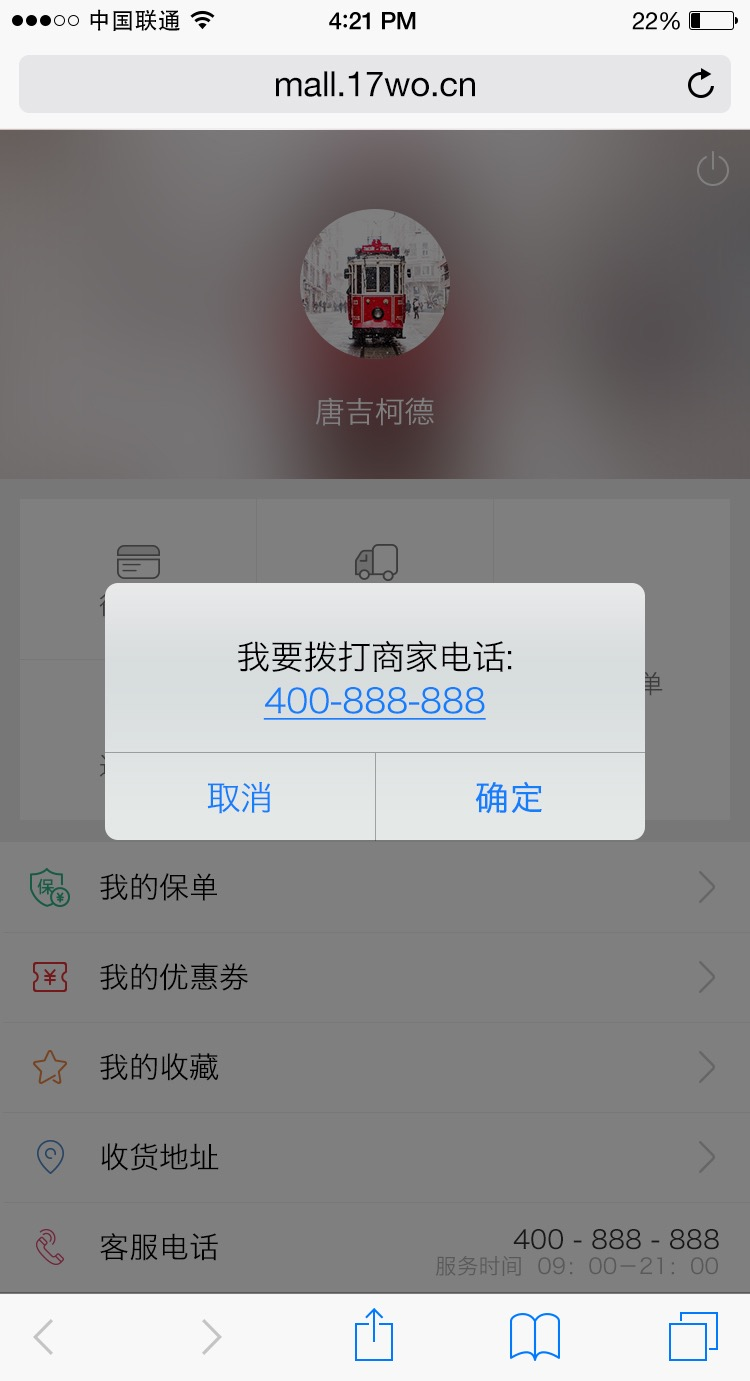 中国联通
4:21 PM
22%
mall.17wo.cn
唐吉柯德
我要拨打商家电话:
400-888-888
单
取消
确定
我的保单
我的优惠券
我的收藏
收货地址
客服电话
400 - 888 - 888
服务时间 09：00－21：00